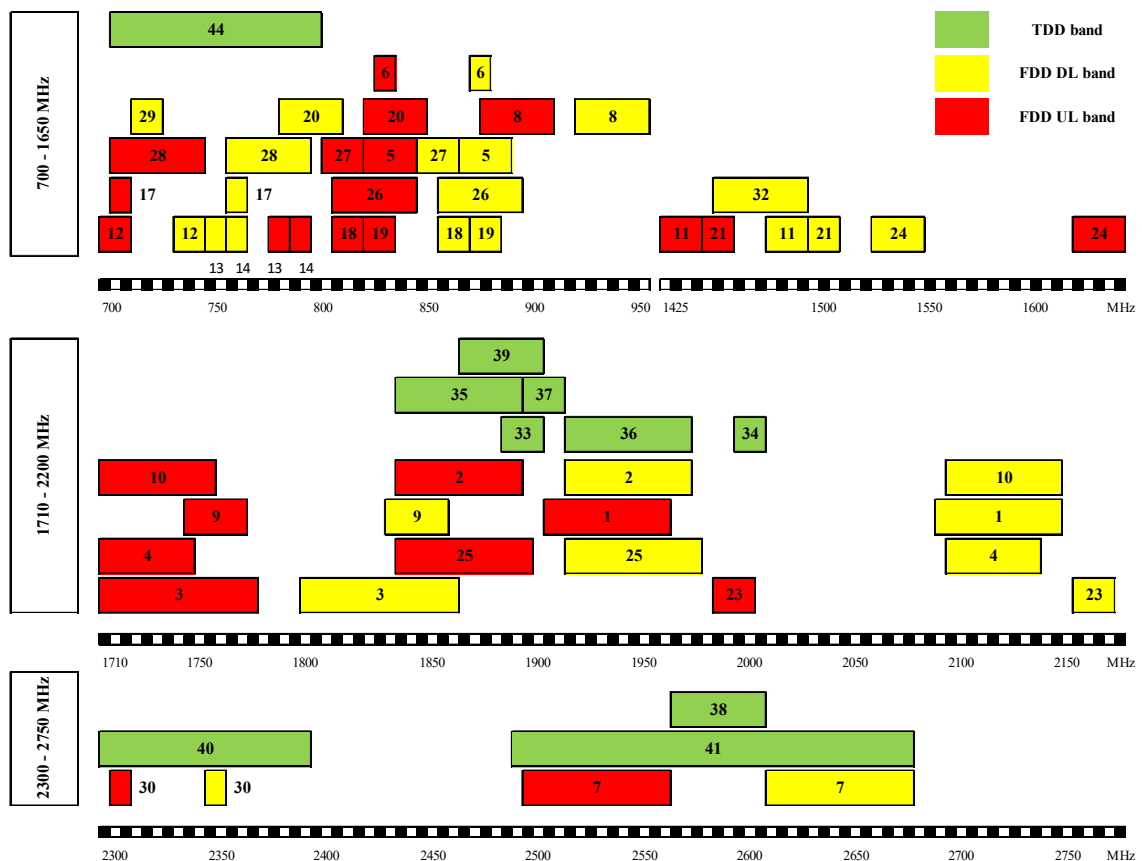 700 - 1650 MHz
44
TDD band
6 6 FDD DL band
29 20 20 8 8 FDD UL band
28 28 27 5 27 5
17 17 26 26 32
12 12 18 19 18 19 11 21 11 21 24 24
13 14 13 14
700 750 800 850 900 950 1425 1500 1550 1600 MHz
1710 - 2200 MHz
39
35 37
33 36 34
10 2 2 10
9 9 1 1
4 25 25 4
3 3 23 23
1710 1750 1800 1850 1900 1950 2000 2050 2100 2150 MHz
2300 - 2750 MHz
38
40 41
30 30 7 7
2300 2350 2400 2450 2500 2550 2600 2650 2700 2750 MHz